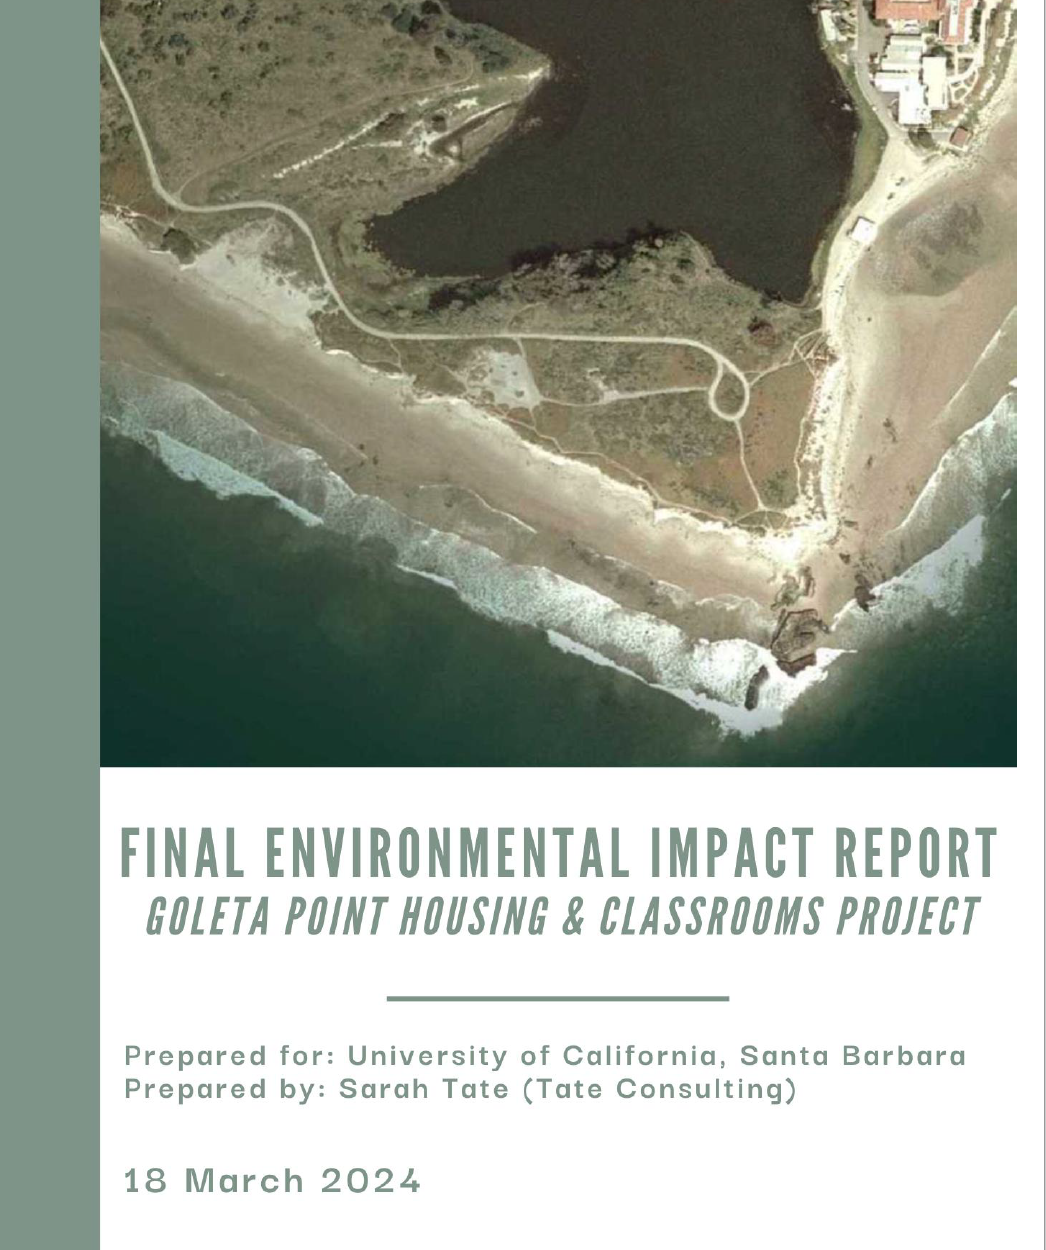 FINAL ENVIRONMENTAL IMPACT REPORT
GOLETA POINT HOUSING & CLASSROOMS PROJECT
Prepared for: University of California, Santa Barbara
Prepared by: Sarah Tate (Tate Consulting)
18 March 2024